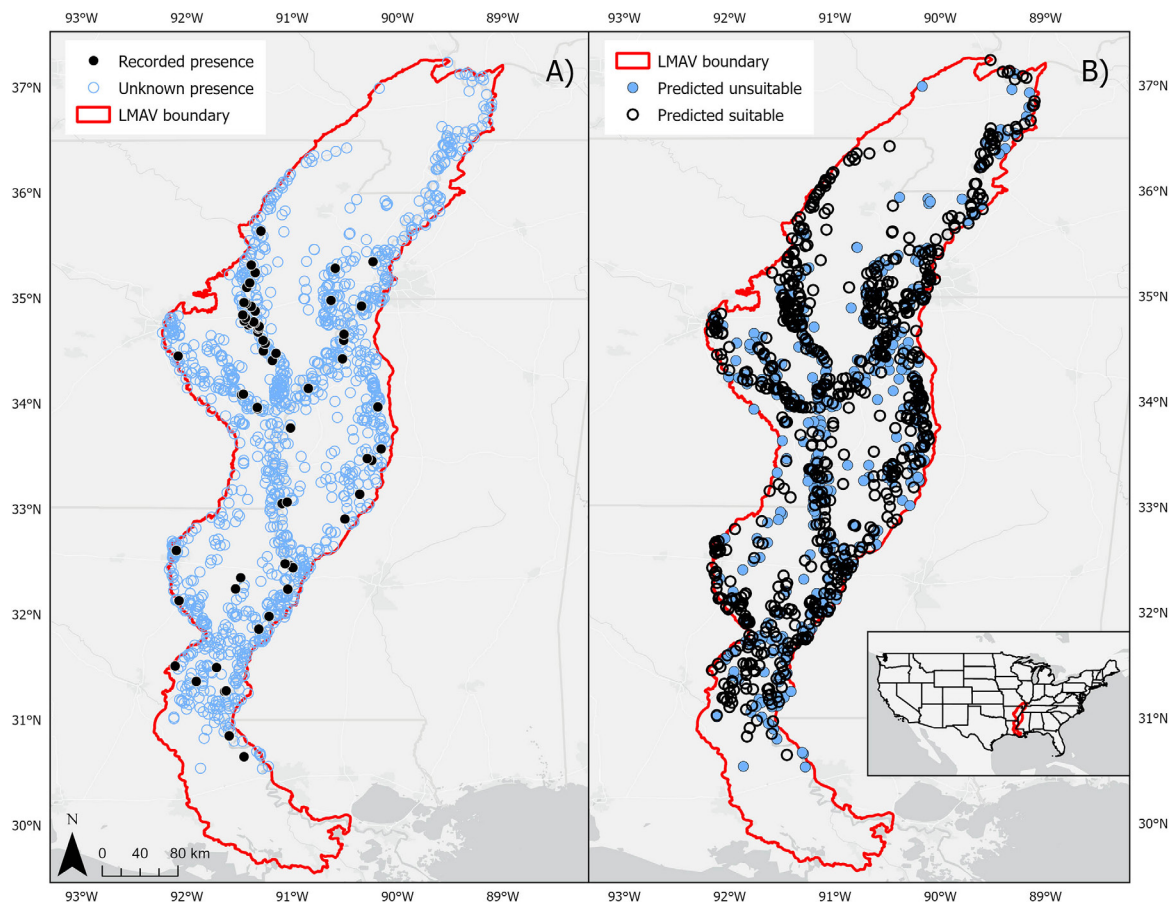 93°W 92°W 91°W 90°W 89°W 93°W 92°W 91°W 90°W 89°W
Recorded presence
Unknown presence
LMAV boundary
A)
LMAV boundary
Predicted unsuitable
Predicted suitable
B)
37°N
36°N
35°N
34°N
33°N
32°N
31°N
30°N
37°N
36°N
35°N
34°N
33°N
32°N
31°N
30°N
N
0 40 80 km
93°W 92°W 91°W 90°W 89°W 93°W 92°W 91°W 90°W 89°W